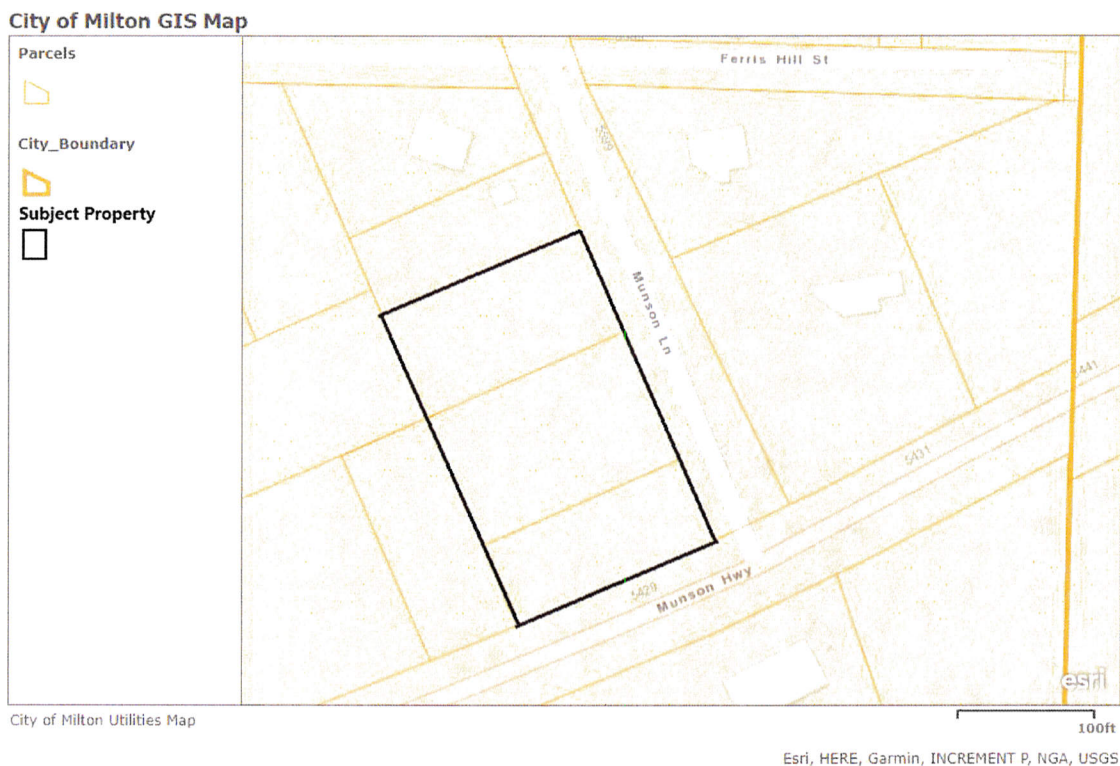 City of Milton GIS Map
Parcels
City_Boundary
Subject Property
Ferris Hill St
Munson Ln
5441
5431
5429
Munson Hwy
esri
City of Milton Utilities Map
100ft
Esri, HERE, Garmin, INCREMENT P, NGA, USGS